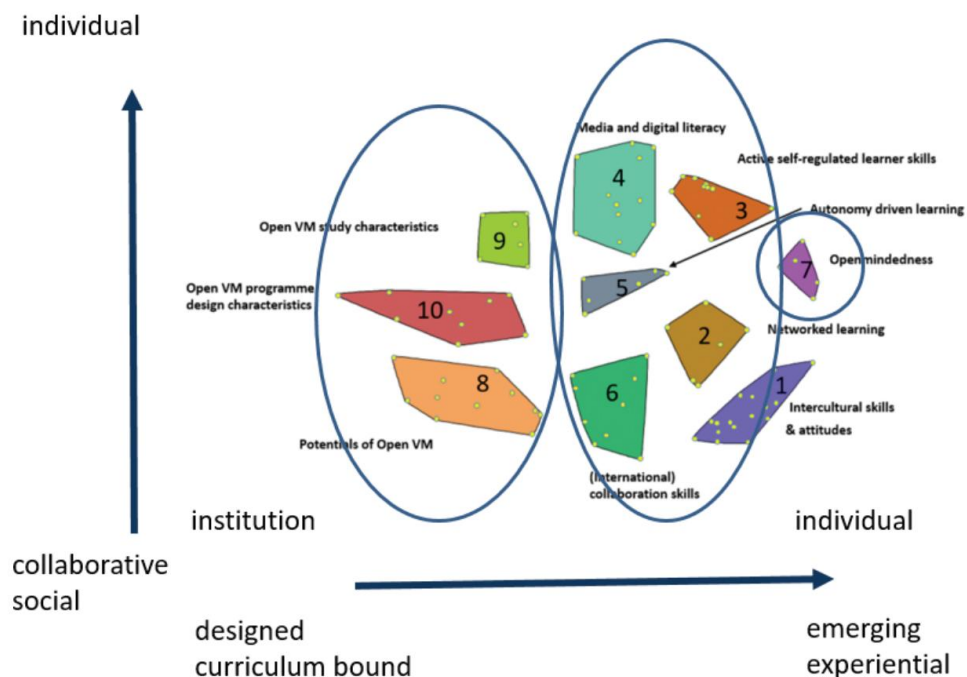 individual
Media and digital literacy
4
Active self-regulated learner skills
3
Autonomy driven learning
Open VM study characteristics
9
Openmindedness
7
Open VM programme
design characteristics
10
5
2
Networked learning
8
6
1
Intercultural skills
& attitudes
Potentials of Open VM
(International)
collaboration skills
institution
individual
collaborative
social
designed
curriculum bound
emerging
experiential